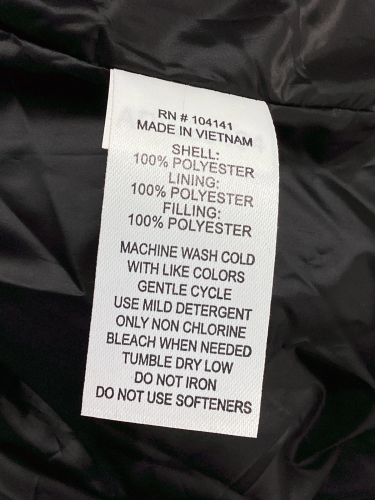 RN # 104141
MADE IN VIETNAM
SHELL:
100% POLYESTER
LINING:
100% POLYESTER
FILLING:
100% POLYESTER
MACHINE WASH COLD
WITH LIKE COLORS
GENTLE CYCLE
USE MILD DETERGENT
ONLY NON CHLORINE
BLEACH WHEN NEEDED
TUMBLE DRY LOW
DO NOT IRON
DO NOT USE SOFTENERS